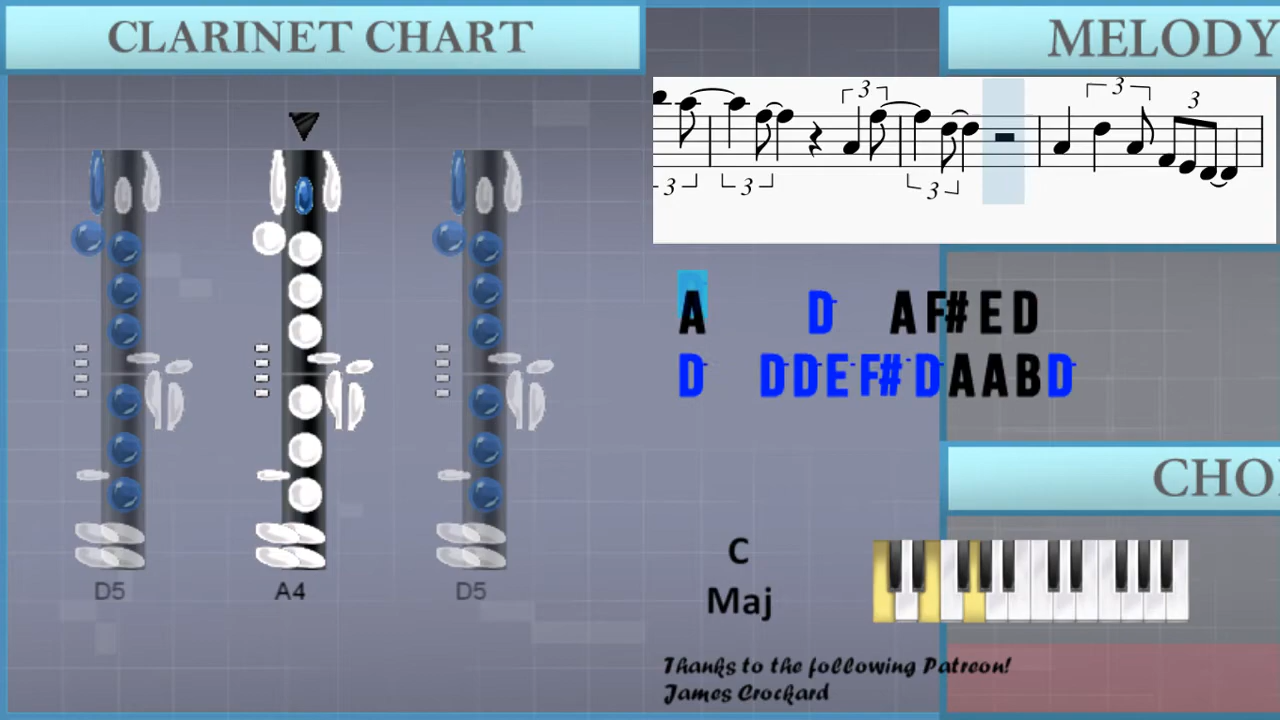 CLARINET CHART
MELODY
3
3
3
3
3
3
A D A F# E D
D D D E F# D A A B D
D5
A4
D5
CHO
C
Maj
Thanks to the following Patreon!
James Crockard